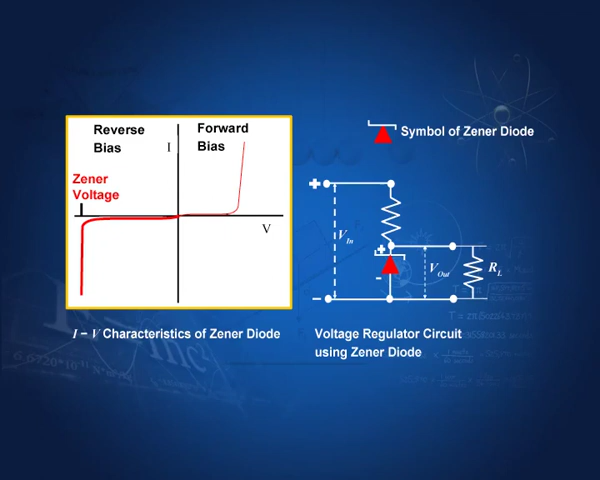 Reverse
Bias
I
Forward
Bias
Zener
Voltage
V
I – V Characteristics of Zener Diode
Symbol of Zener Diode
+
V_In
+
-
V_Out
R_L
–
Voltage Regulator Circuit
using Zener Diode